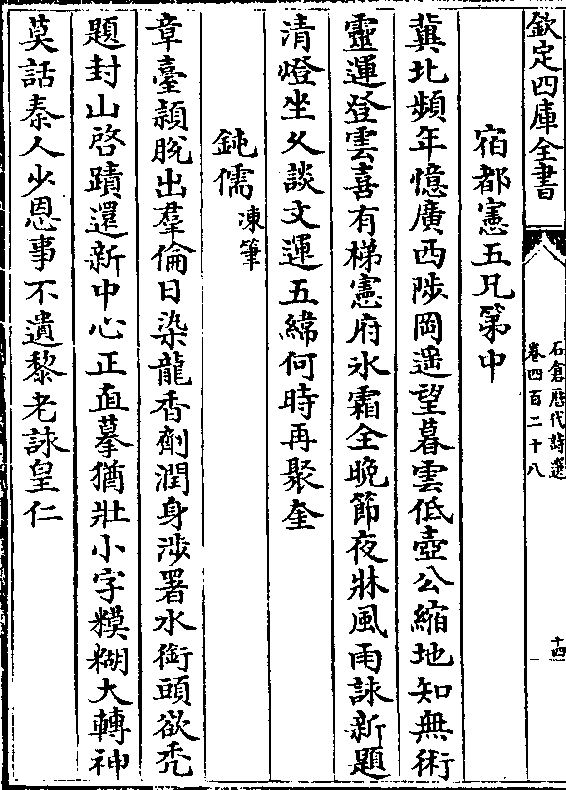 欽定四庫全書
石倉歷代詩選
卷四百二十八
十四
宿都憲五凡第中
冀北頻年憶廣西陟岡遥望暮雲低壺公縮地知無術
靈運登雲喜有梯憲府氷霜全晚節夜牀風雨詠新題
清燈坐久談文運五緯何時再聚奎
鈍儒凍筆
章臺頴脫出羣倫日染龍香劑潤身涉署水銜頭欲禿
題封山啓蹟還新中心正直摹猶壯小字糢糊大轉神
莫話秦人少恩事不遺黎老詠皇仁